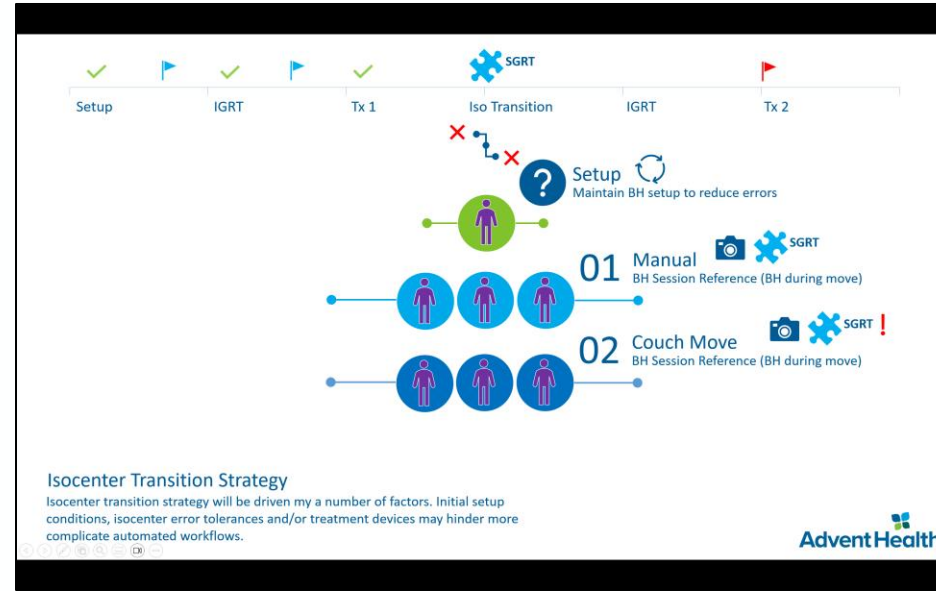 SGRT
Setup IGRT Tx 1 Iso Transition IGRT Tx 2
?
Setup
Maintain BH setup to reduce errors
SGRT
01 Manual
BH Session Reference (BH during move)
SGRT !
02 Couch Move
BH Session Reference (BH during move)
Isocenter Transition Strategy
Isocenter transition strategy will be driven my a number of factors. Initial setup
conditions, isocenter error tolerances and/or treatment devices may hinder more
complicate automated workflows.
AdventHealth